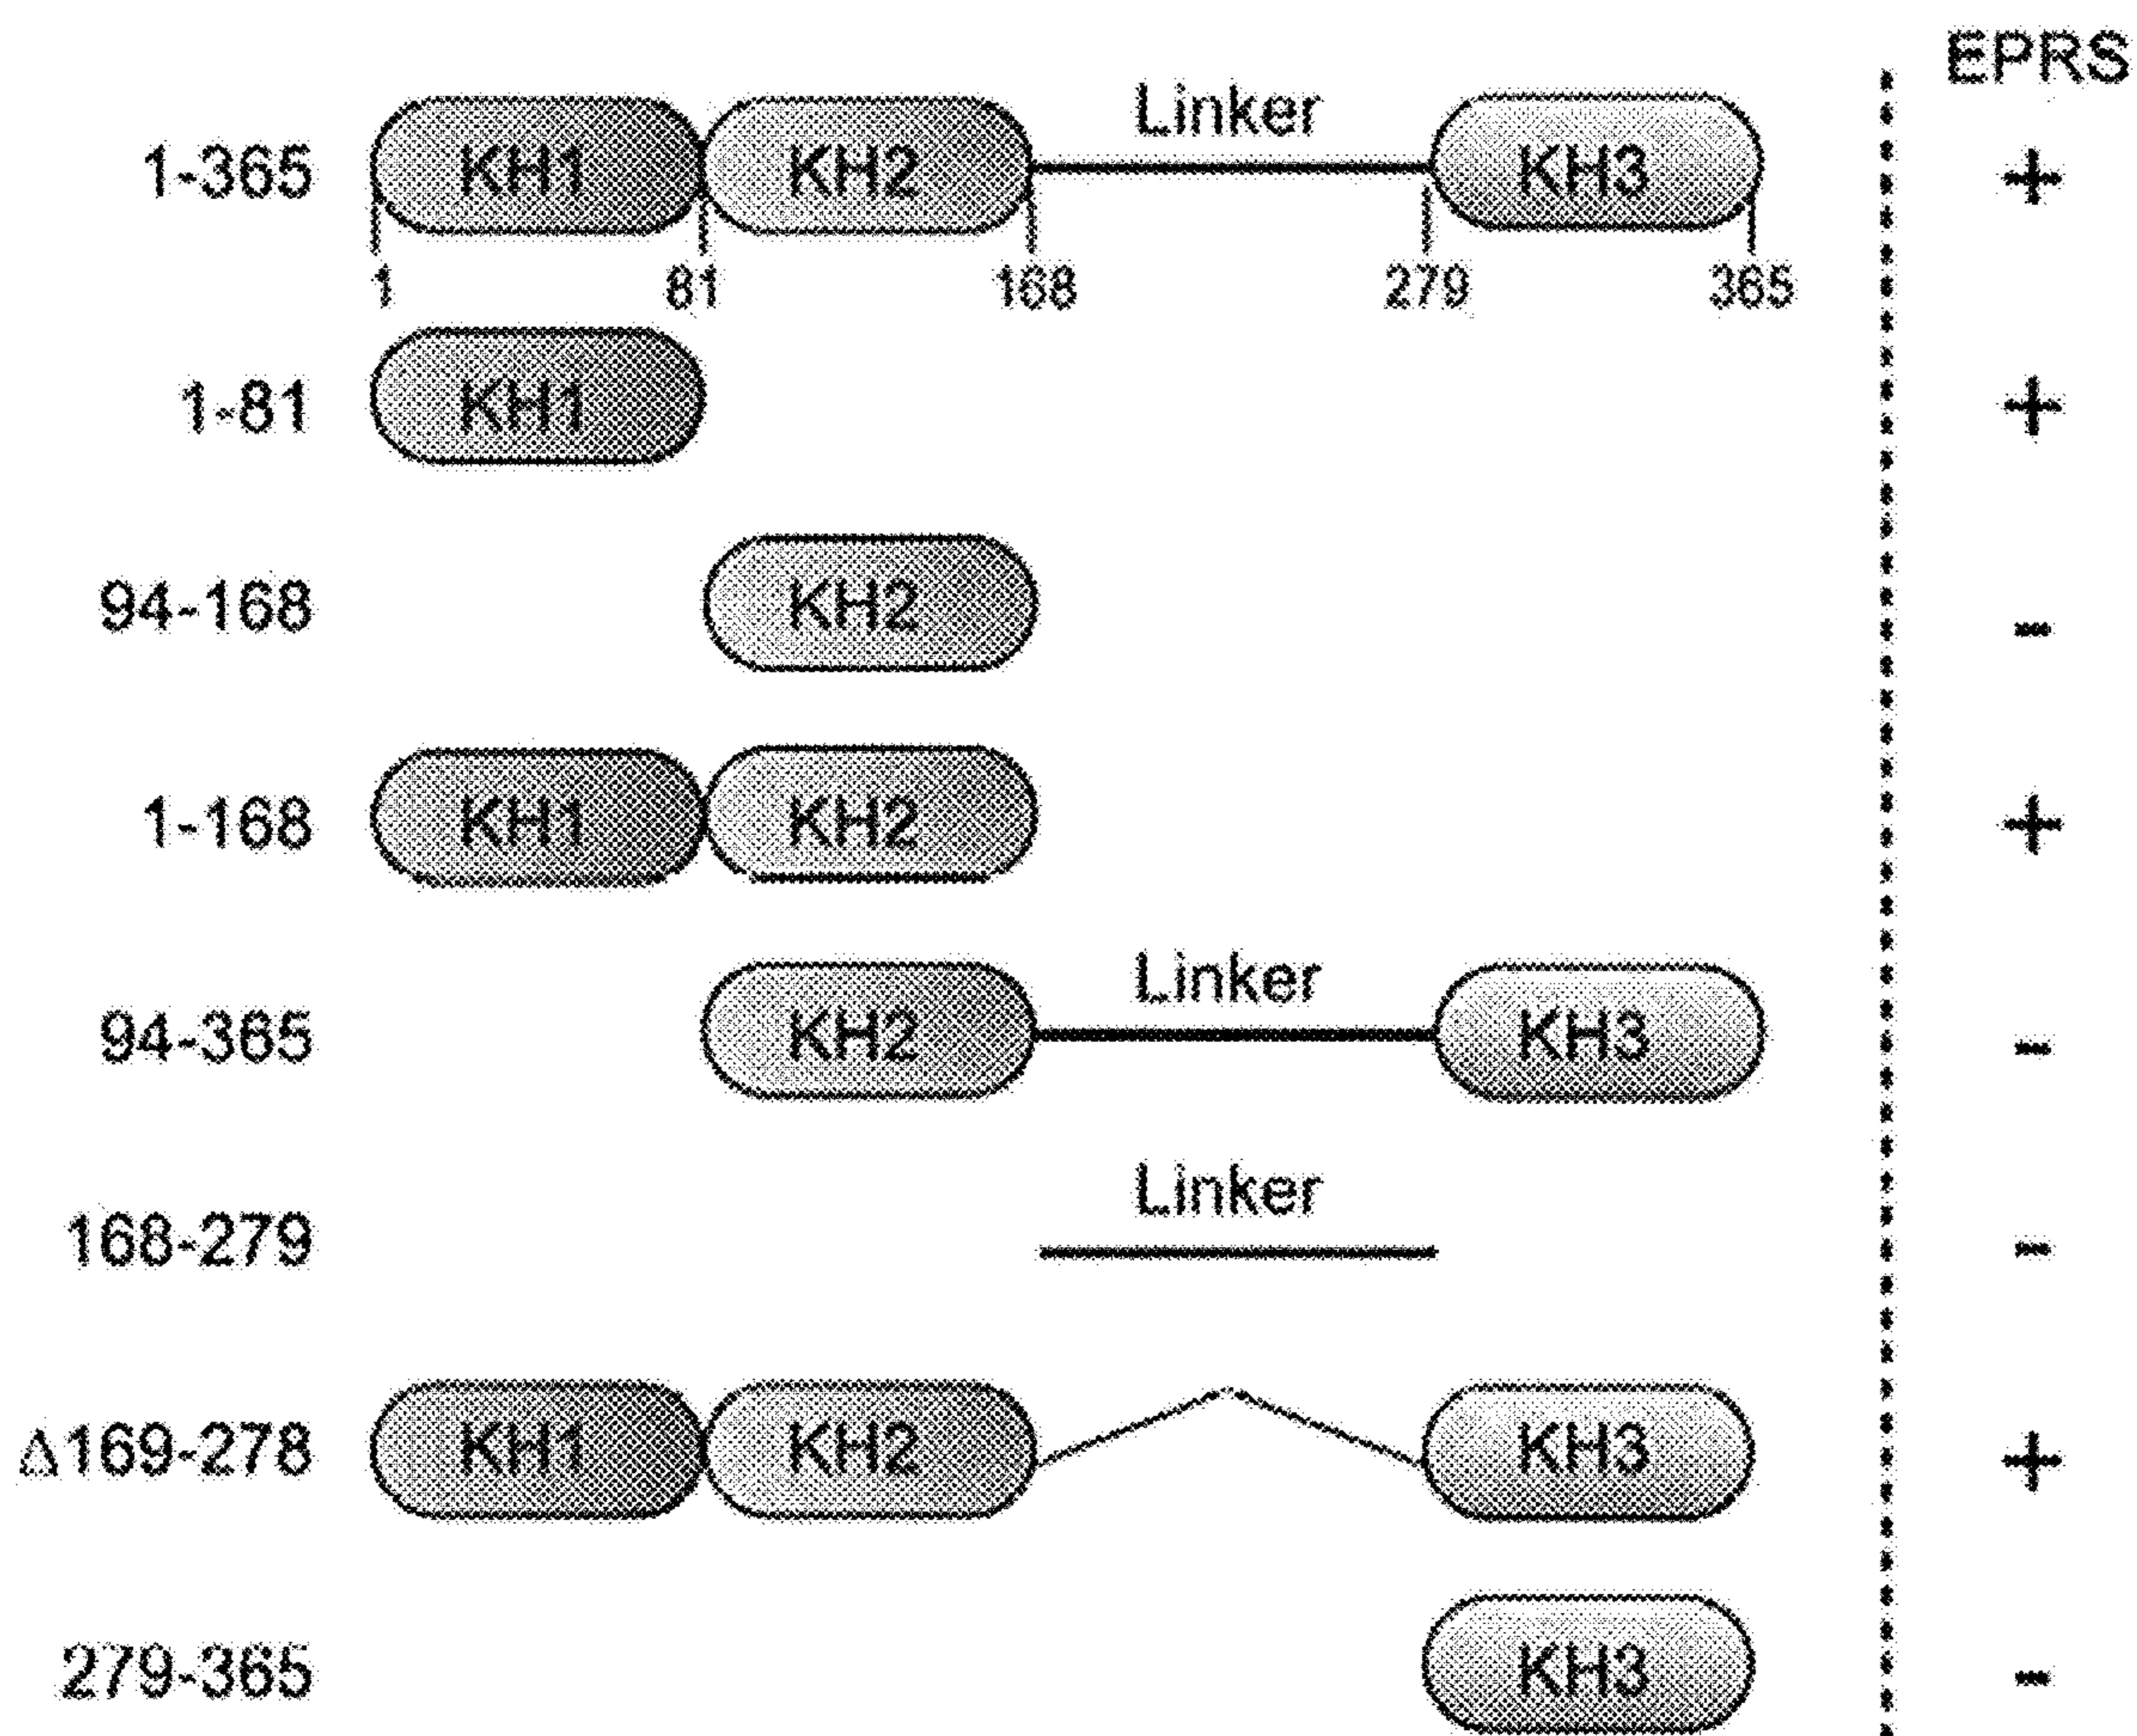 EPRS
Linker
1-365 KH1 KH2 KH3 +
1 81 168 279 365
1-81 KH1 +
94-168 KH2 -
1-168 KH1 KH2 +
Linker
94-365 KH2 KH3 -
Linker
168-279 -
Δ169-278 KH1 KH2 KH3 +
279-365 KH3 -